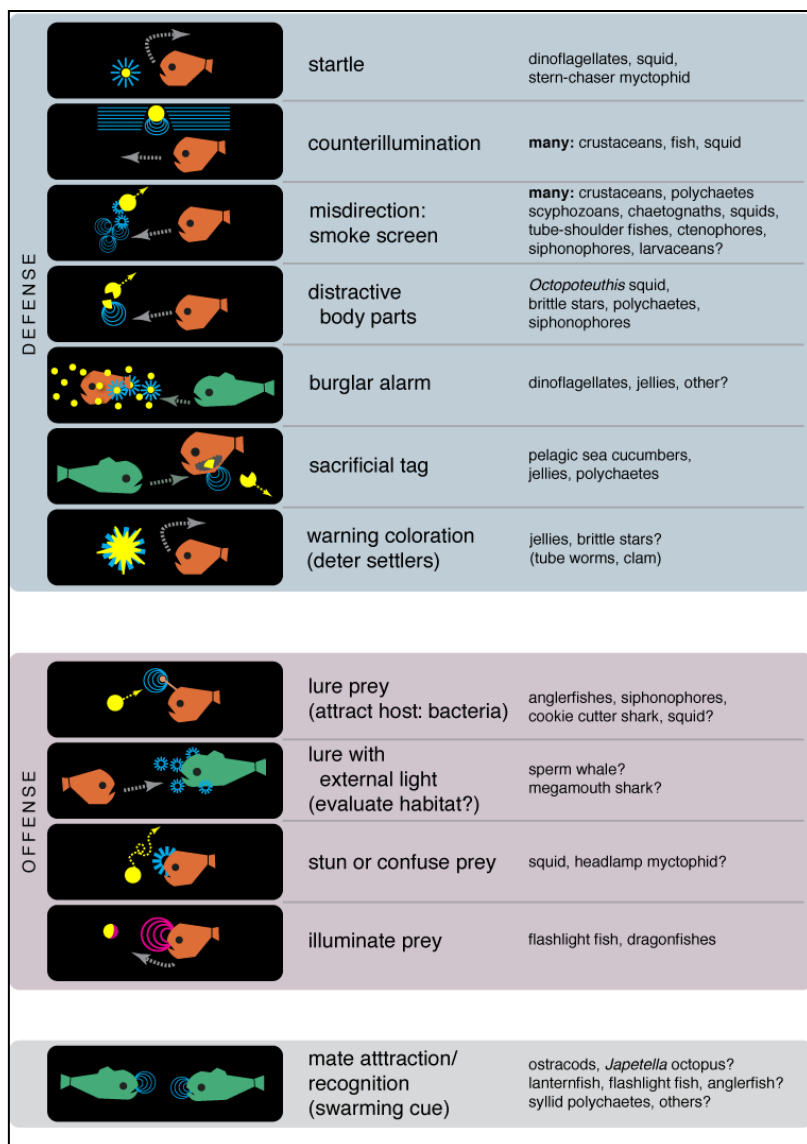 DEFENSE
startle
dinoflagellates, squid,
stern-chaser myctophid
counterillumination
many: crustaceans, fish, squid
misdirection:
smoke screen
many: crustaceans, polychaetes
scyphozoans, chaetognaths, squids,
tube-shoulder fishes, ctenophores,
siphonophores, larvaceans?
distractive
body parts
Octopoteuthis squid,
brittle stars, polychaetes,
siphonophores
burglar alarm
dinoflagellates, jellies, other?
sacrificial tag
pelagic sea cucumbers,
jellies, polychaetes
warning coloration
(deter settlers)
jellies, brittle stars?
(tube worms, clam)
OFFENSE
lure prey
(attract host: bacteria)
anglerfishes, siphonophores,
cookie cutter shark, squid?
lure with
external light
(evaluate habitat?)
sperm whale?
megamouth shark?
stun or confuse prey
squid, headlamp myctophid?
illuminate prey
flashlight fish, dragonfishes
mate atttraction/
recognition
(swarming cue)
ostracods, Japetella octopus?
lanternfish, flashlight fish, anglerfish?
syllid polychaetes, others?